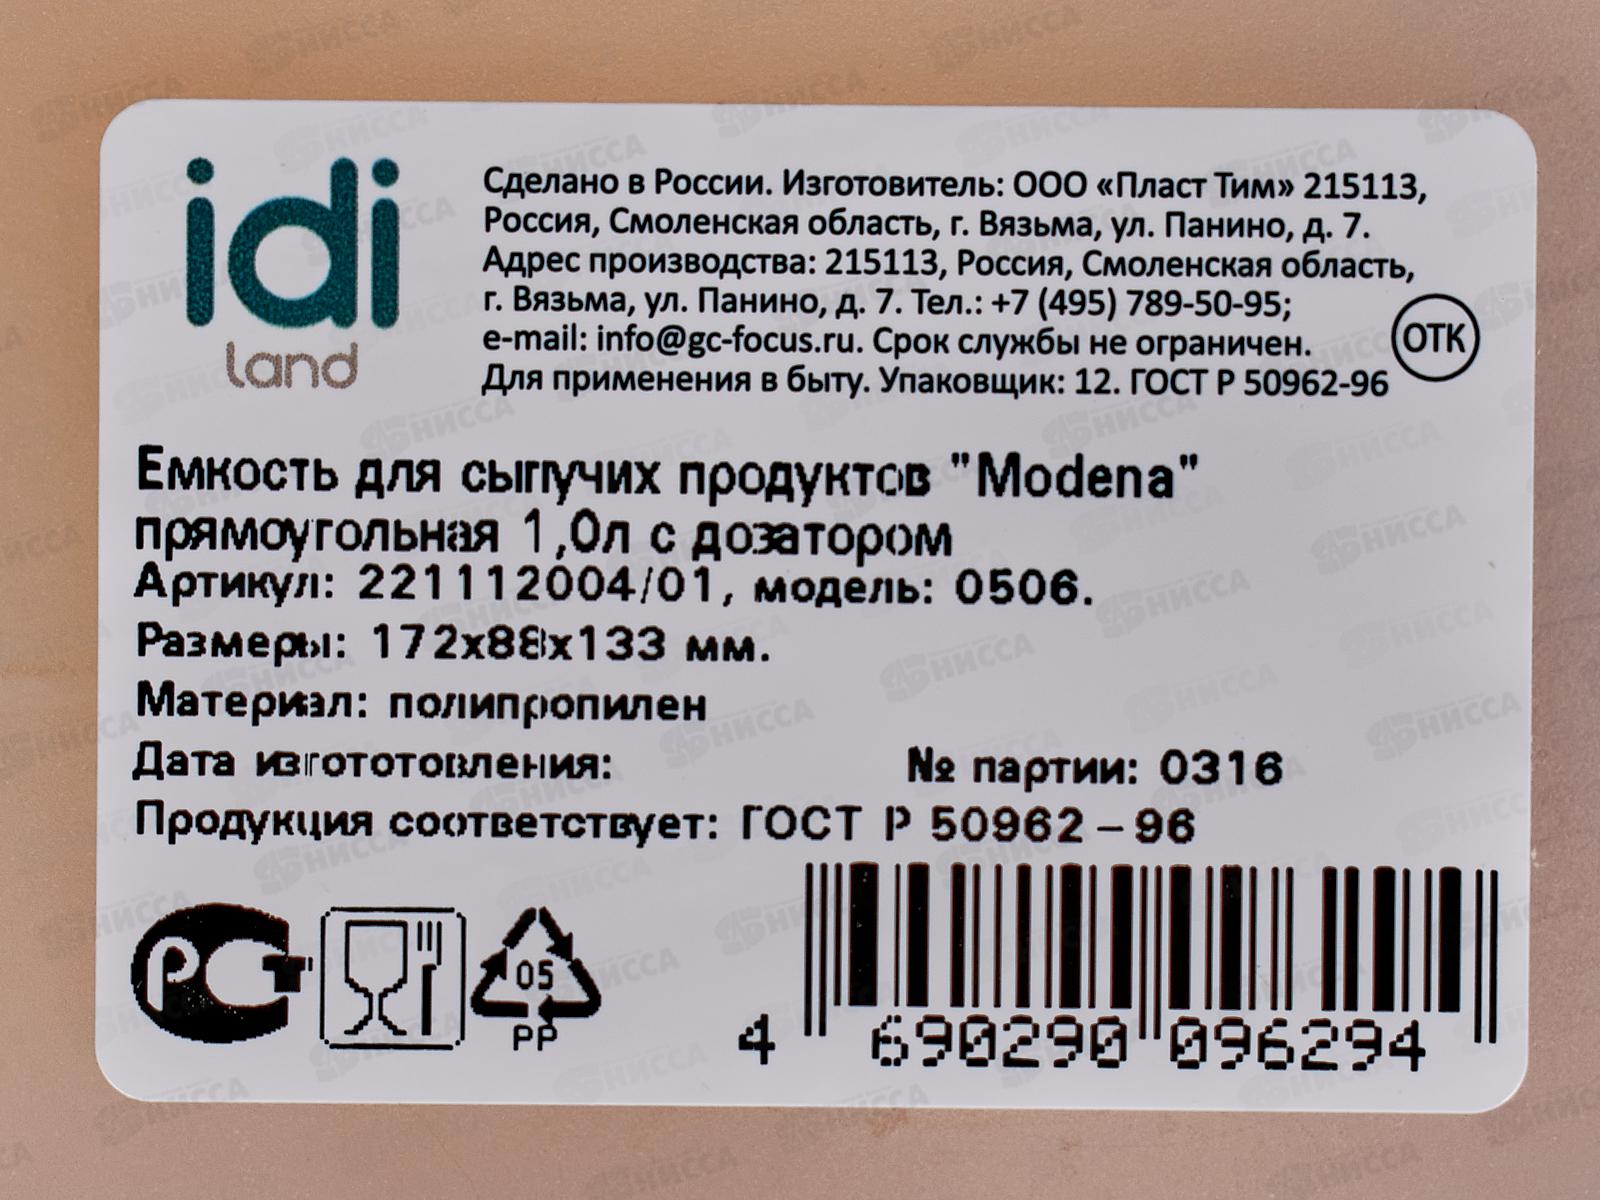 idi
land
Сделано в России. Изготовитель: ООО «Пласт Тим» 215113,
Россия, Смоленская область, г. Вязьма, ул. Панино, д. 7.
Адрес производства: 215113, Россия, Смоленская область,
г. Вязьма, ул. Панино, д. 7. Тел.: +7 (495) 789-50-95;
e-mail: info@gc-focus.ru. Срок службы не ограничен.
Для применения в быту. Упаковщик: 12. ГОСТ Р 50962-96
ОТК
Емкость для сыпучих продуктов "Modena"
прямоугольная 1,0л с дозатором
Артикул: 221112004/01, модель: 0506.
Размеры: 172x88x133 мм.
Материал: полипропилен
Дата изгототовления: № партии: 0316
Продукция соответствует: ГОСТ Р 50962-96
РСТ
05
PP
4 690290 096294
НИССА